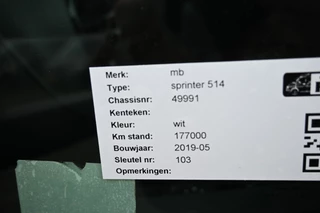 Merk: mb
Type: sprinter 514
Chassisnr: 49991
Kenteken:
Kleur: wit
Km stand: 177000
Bouwjaar: 2019-05
Sleutel nr: 103
Opmerkingen: